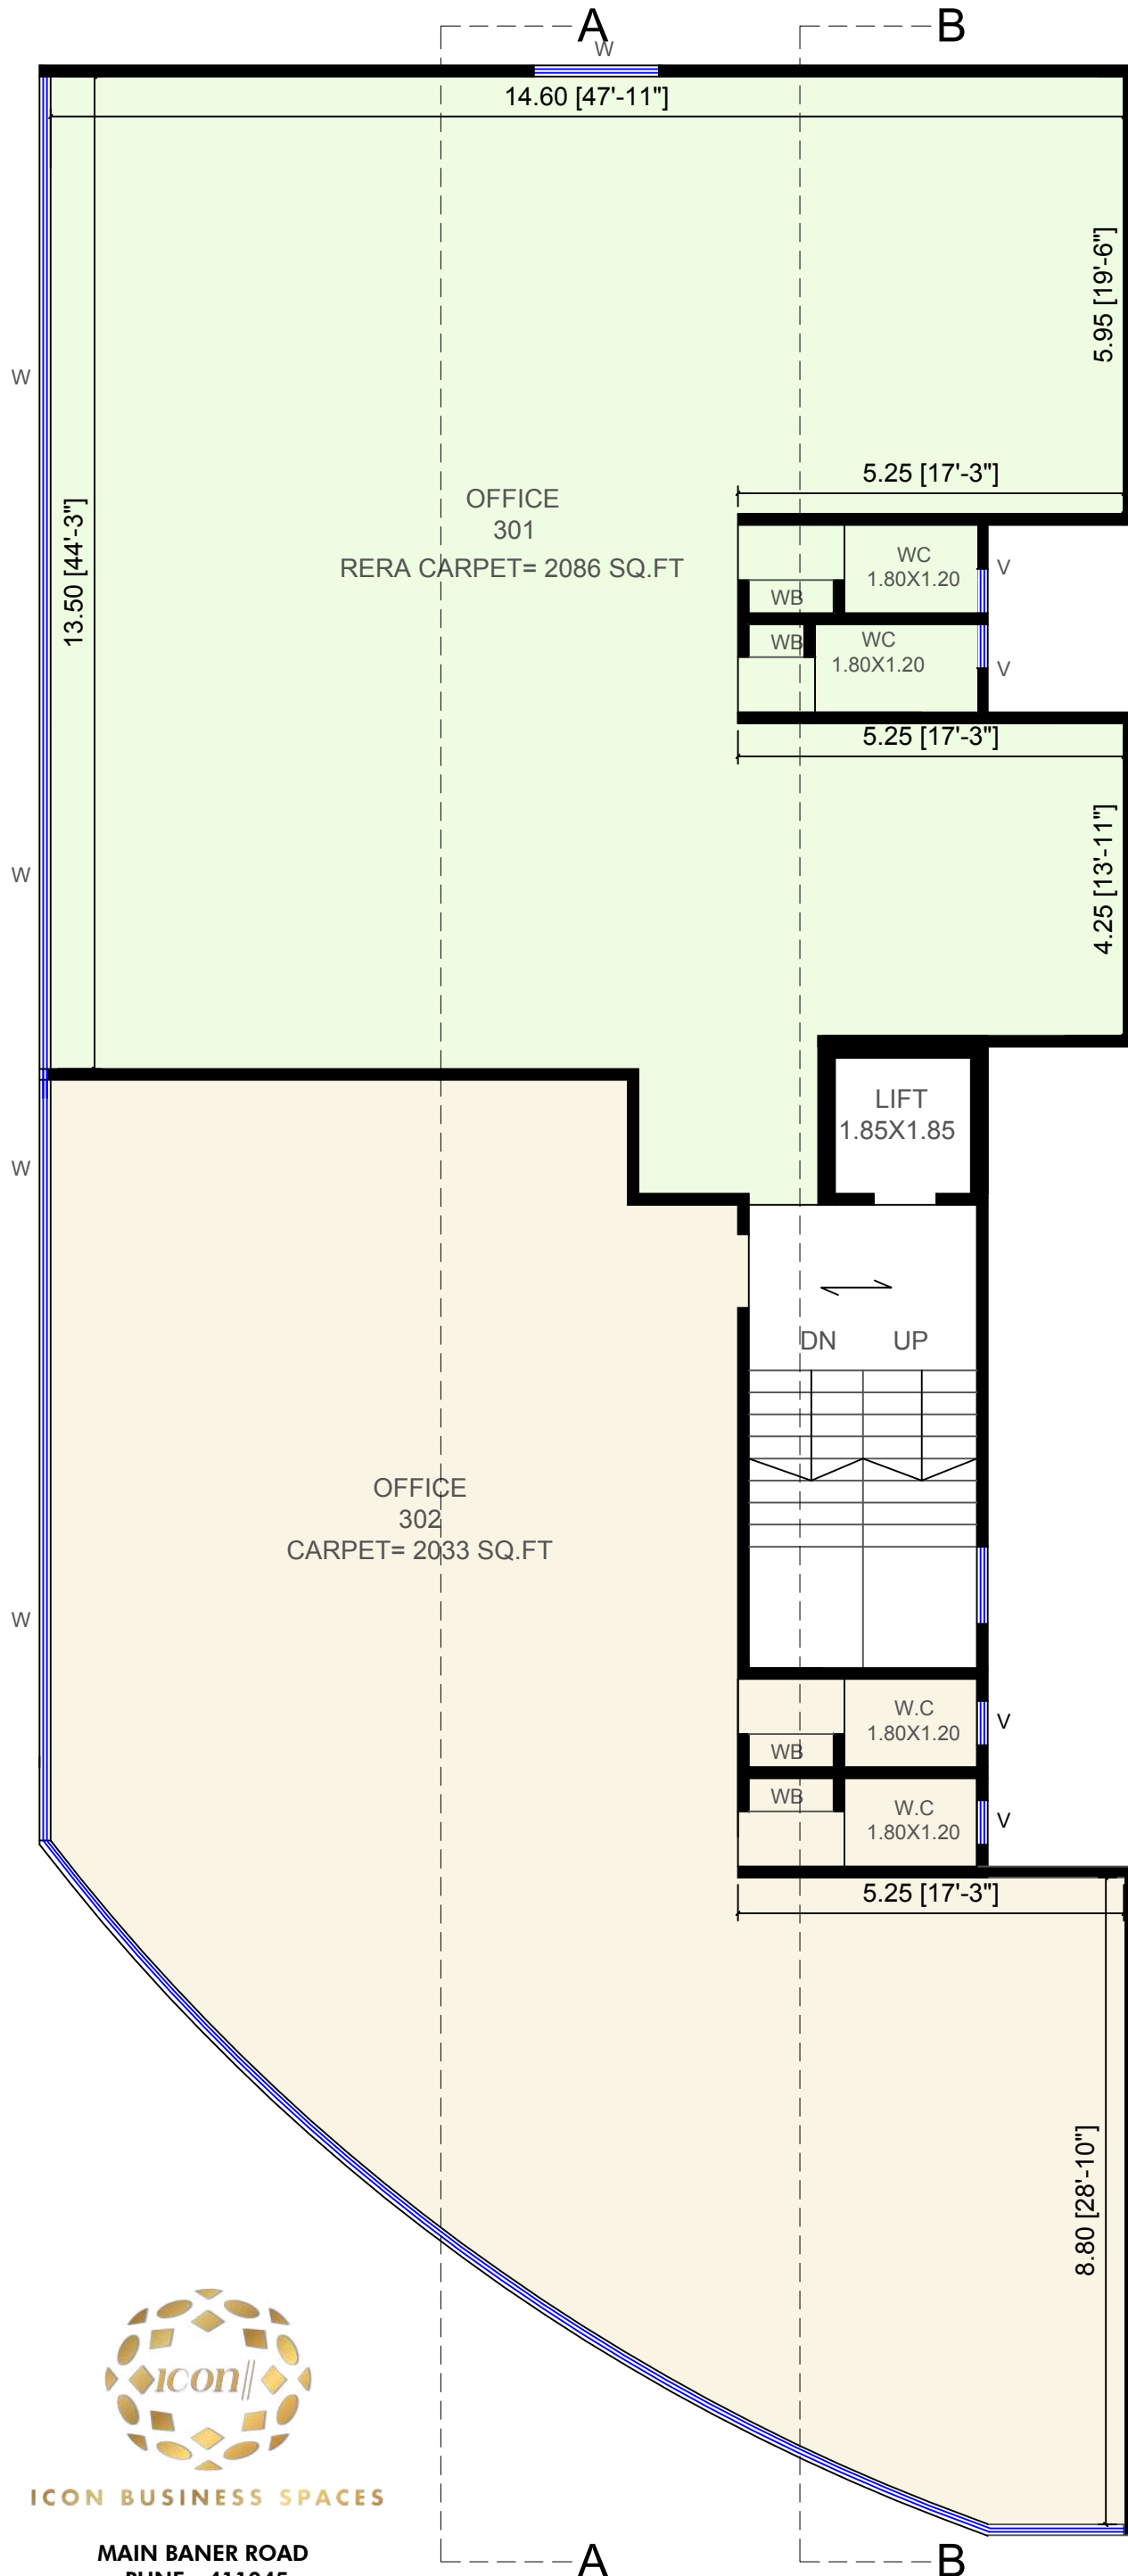 A
B
W
14.60 [47'-11"]
5.95 [19'-6"]
W
5.25 [17'-3"]
13.50 [44'-3"]
OFFICE
301
RERA CARPET= 2086 SQ.FT
WC
1.80X1.20
V
WB
WB
WC
1.80X1.20
V
5.25 [17'-3"]
4.25 [13'-11"]
W
LIFT
1.85X1.85
W
DN
UP
OFFICE
302
CARPET= 2033 SQ.FT
W
W.C
1.80X1.20
V
WB
WB
W.C
1.80X1.20
V
5.25 [17'-3"]
8.80 [28'-10"]
icon
ICON BUSINESS SPACES
MAIN BANER ROAD
PUNE - 411045
A
B